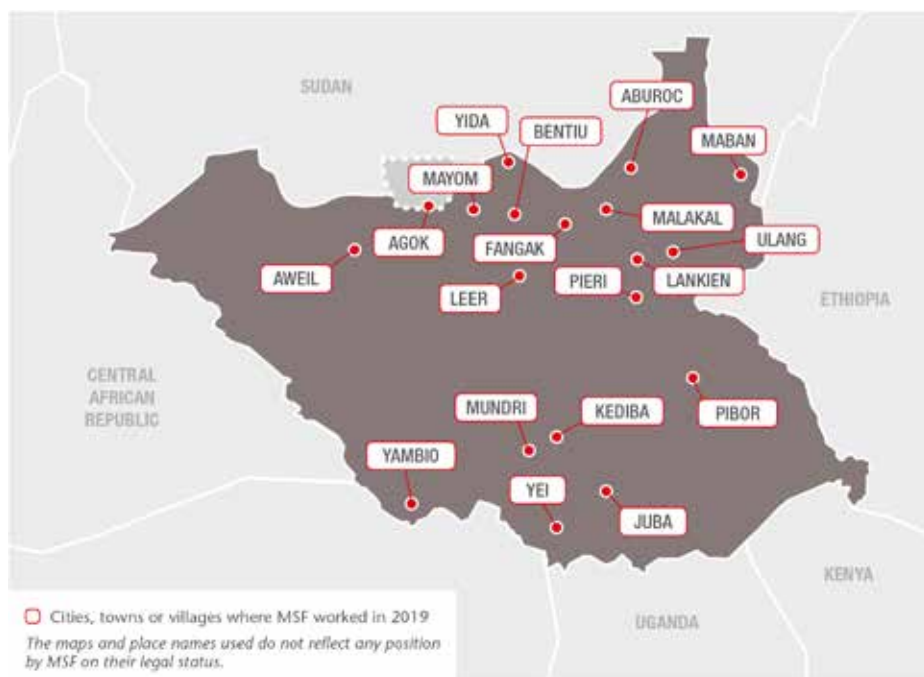 SUDAN
ABUROC
YIDA
BENTIU
MABAN
MAYOM
MALAKAL
ULANG
AGOK
FANGAK
AWEIL
LEER
PIERI
LANKIEN
ETHIOPIA
CENTRAL
AFRICAN
REPUBLIC
MUNDRI
KEDIBA
PIBOR
YAMBIO
YEI
JUBA
KENYA
UGANDA
Cities, towns or villages where MSF worked in 2019
The maps and place names used do not reflect any position
by MSF on their legal status.